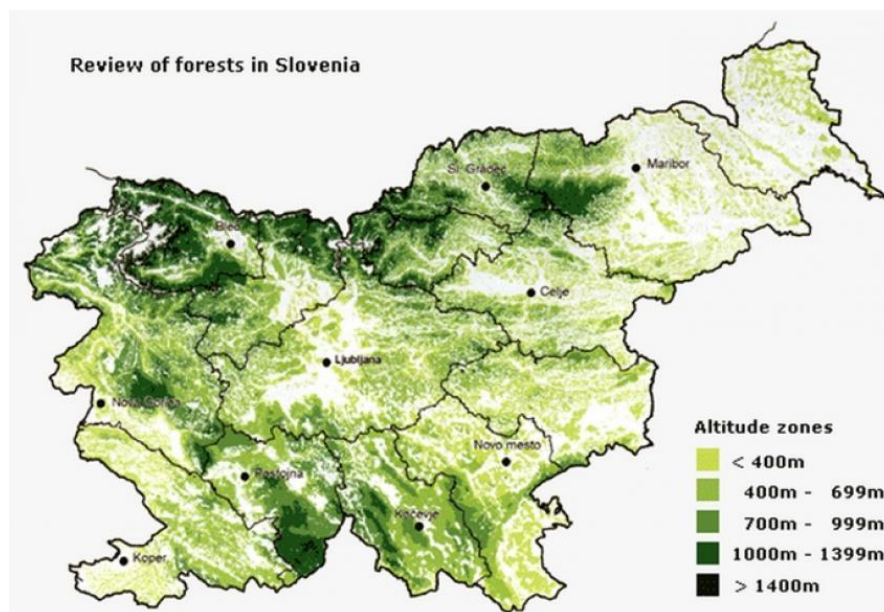 Review of forests in Slovenia
Maribor
Sl. Gradec
Bled
Celje
Ljubljana
Nova Gorica
Novo mesto
Postojna
Kočevje
Koper
Altitude zones
< 400m
400m - 699m
700m - 999m
1000m - 1399m
> 1400m